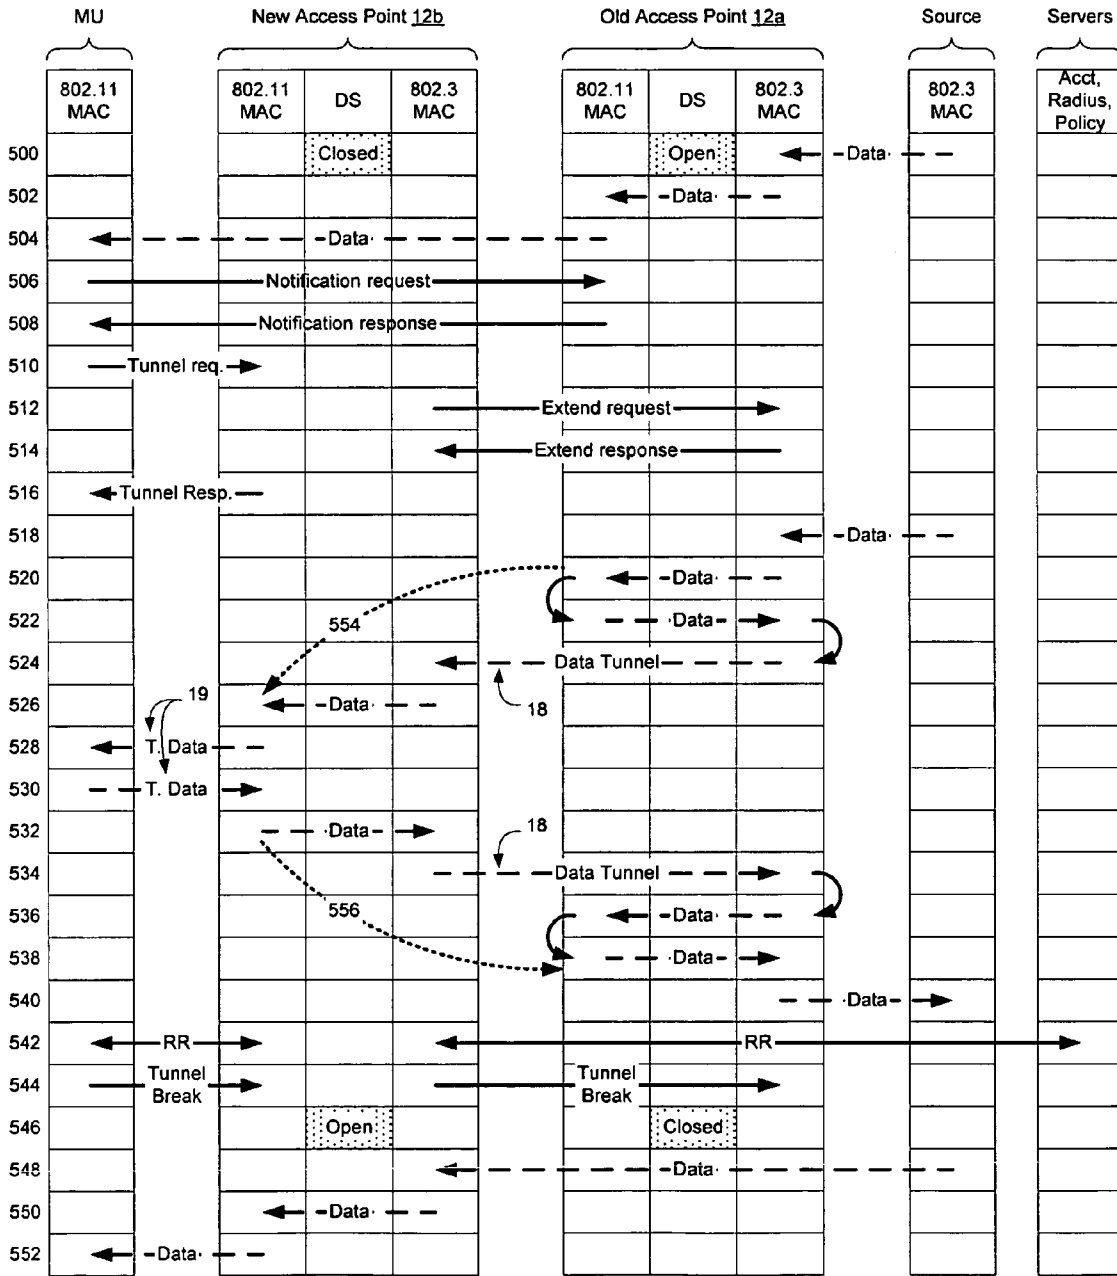 MU
New Access Point 12b
Old Access Point 12a
Source
Servers
802.11 MAC
802.11 MAC
DS
802.3 MAC
802.11 MAC
DS
802.3 MAC
802.3 MAC
Acct, Radius, Policy
500 Closed Open Data
502 Data
504 Data
506 Notification request
508 Notification response
510 Tunnel req.
512 Extend request
514 Extend response
516 Tunnel Resp.
518 Data
520 Data
522 554 Data
524 Data Tunnel
526 19 Data 18
528 T. Data
530 T. Data
532 Data 18
534 Data Tunnel
536 556 Data
538 Data
540 Data
542 RR RR
544 Tunnel Break Tunnel Break
546 Open Closed
548 Data
550 Data
552 Data